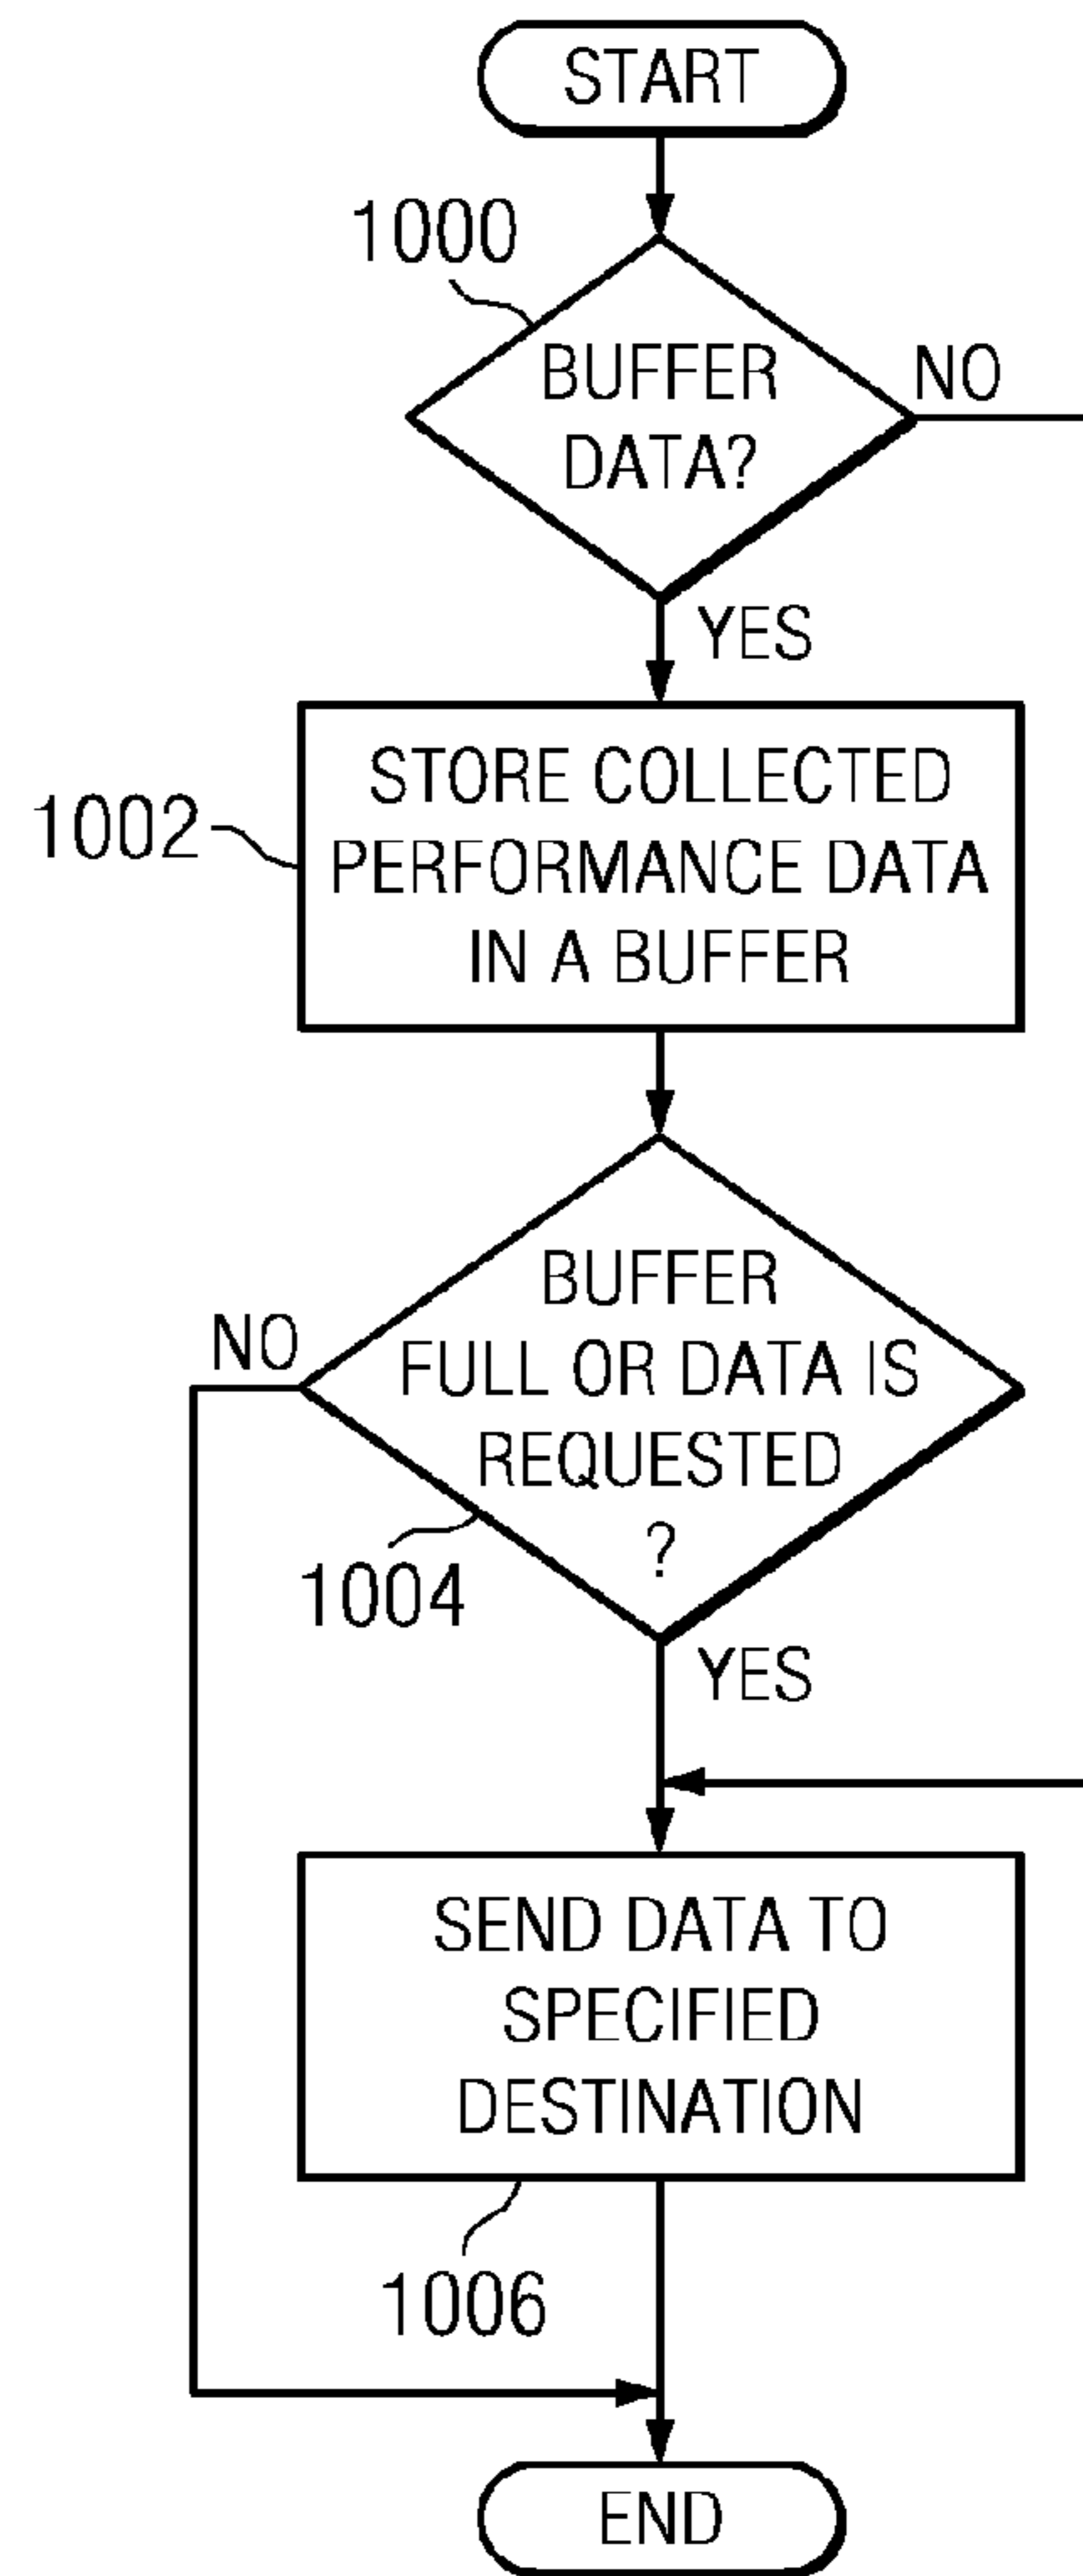 START
1000
BUFFER
DATA?
NO
YES
1002
STORE COLLECTED
PERFORMANCE DATA
IN A BUFFER
BUFFER
FULL OR DATA IS
REQUESTED
?
NO
1004
YES
SEND DATA TO
SPECIFIED
DESTINATION
1006
END